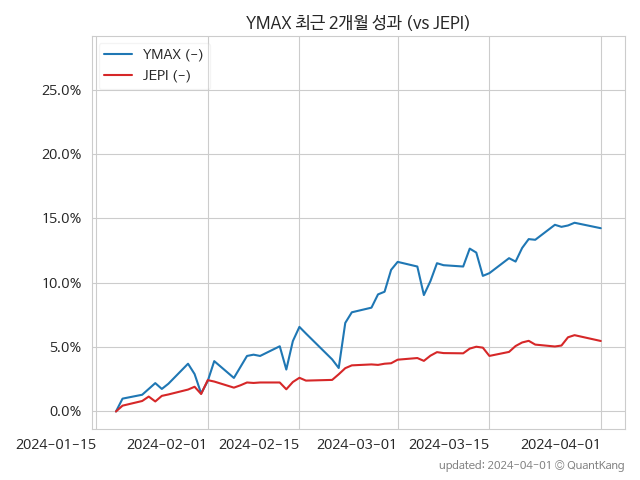 YMAX 최근 2개월 성과 (vs JEPI)
YMAX (-)
JEPI (-)
25.0%
20.0%
15.0%
10.0%
5.0%
0.0%
2024-01-15 2024-02-01 2024-02-15 2024-03-01 2024-03-15 2024-04-01
updated: 2024-04-01 © QuantKang